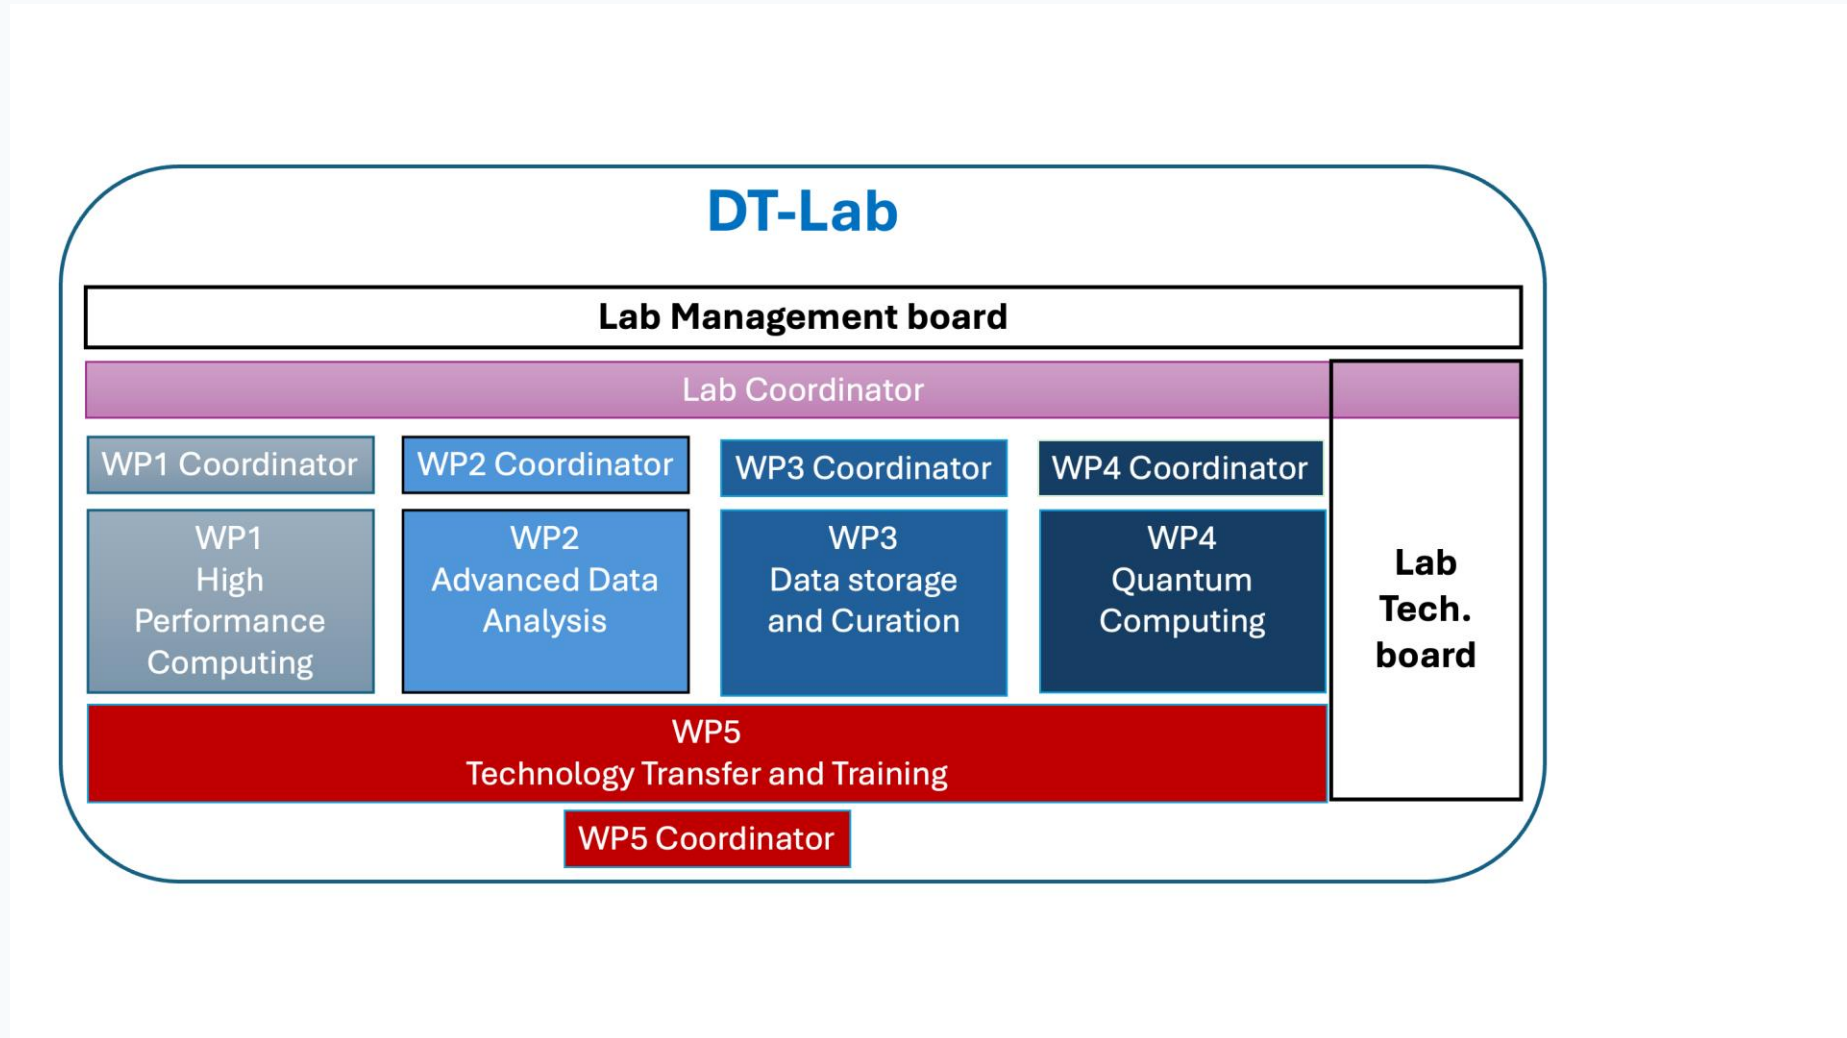 DT-Lab
Lab Management board
Lab Coordinator
WP1 Coordinator
WP2 Coordinator
WP3 Coordinator
WP4 Coordinator
WP1
High
Performance
Computing
WP2
Advanced Data
Analysis
WP3
Data storage
and Curation
WP4
Quantum
Computing
Lab
Tech.
board
WP5
Technology Transfer and Training
WP5 Coordinator